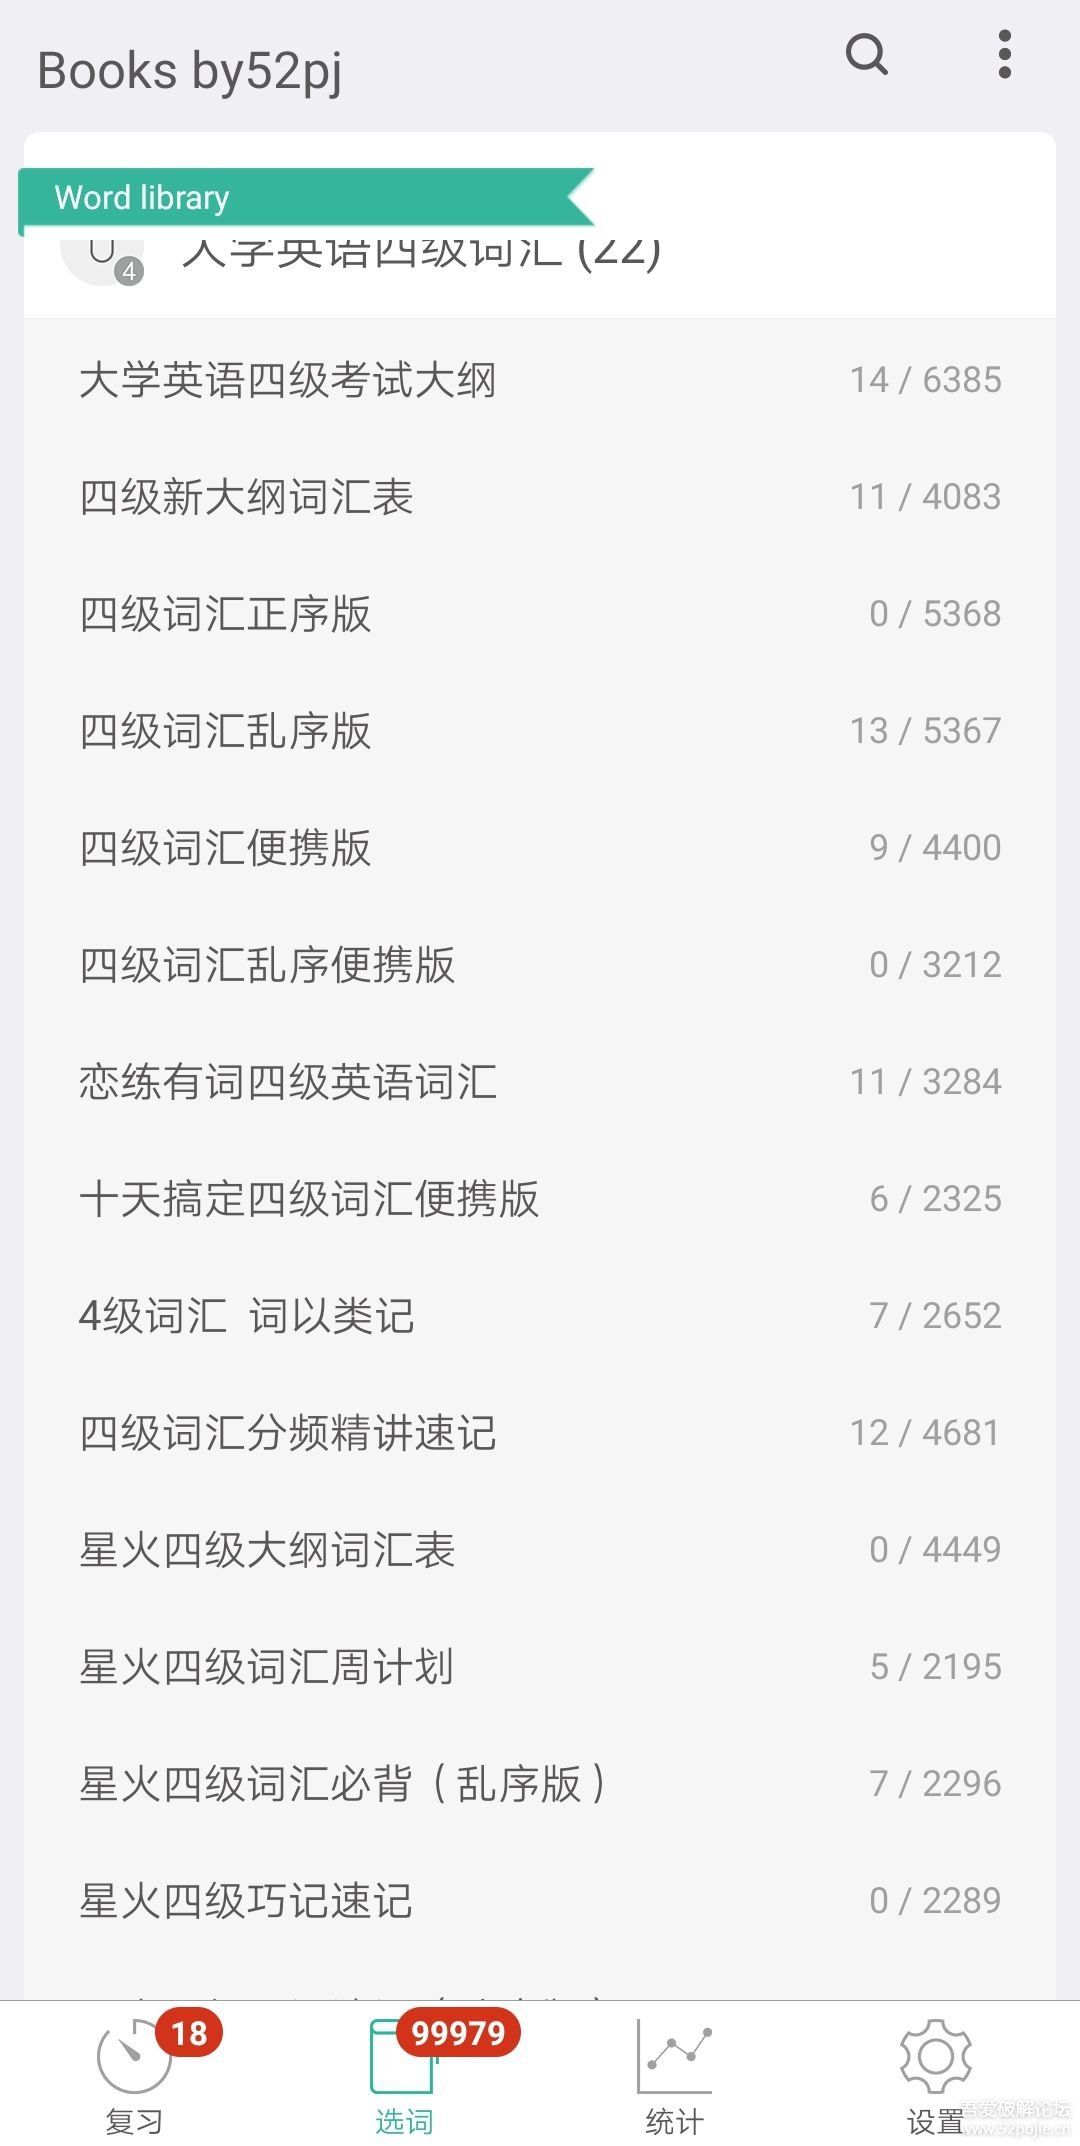 Books by52pj
Word library
4
大学英语四级词汇 (22)
大学英语四级考试大纲 14 / 6385
四级新大纲词汇表 11 / 4083
四级词汇正序版 0 / 5368
四级词汇乱序版 13 / 5367
四级词汇便携版 9 / 4400
四级词汇乱序便携版 0 / 3212
恋练有词四级英语词汇 11 / 3284
十天搞定四级词汇便携版 6 / 2325
4级词汇 词以类记 7 / 2652
四级词汇分频精讲速记 12 / 4681
星火四级大纲词汇表 0 / 4449
星火四级词汇周计划 5 / 2195
星火四级词汇必背（乱序版） 7 / 2296
星火四级巧记速记 0 / 2289
18 99979
复习 选词 统计 设置
吾爱破解论坛
www.52pojie.cn